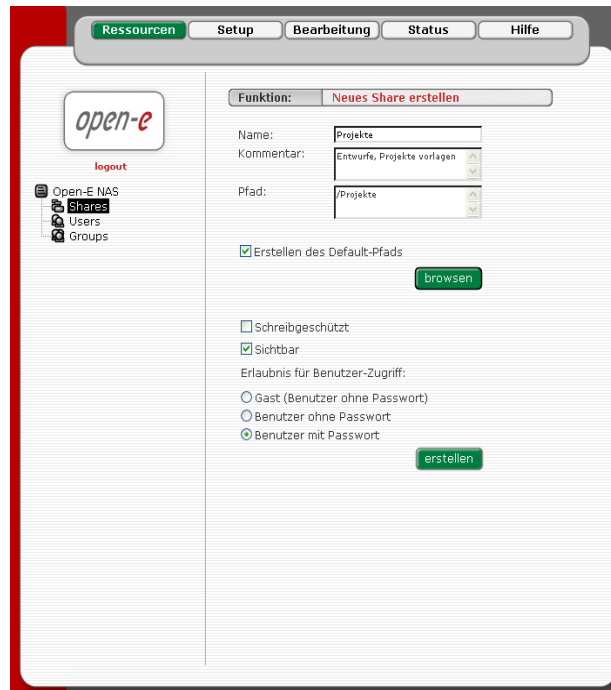 Ressourcen Setup Bearbeitung Status Hilfe
open-e
logout
Open-E NAS
Shares
Users
Groups
Funktion: Neues Share erstellen
Name: Projekte
Kommentar: Entwurfe, Projekte vorlagen
Pfad: /Projekte
Erstellen des Default-Pfads
browsen
Schreibgeschützt
Sichtbar
Erlaubnis für Benutzer-Zugriff:
Gast (Benutzer ohne Passwort)
Benutzer ohne Passwort
Benutzer mit Passwort
erstellen